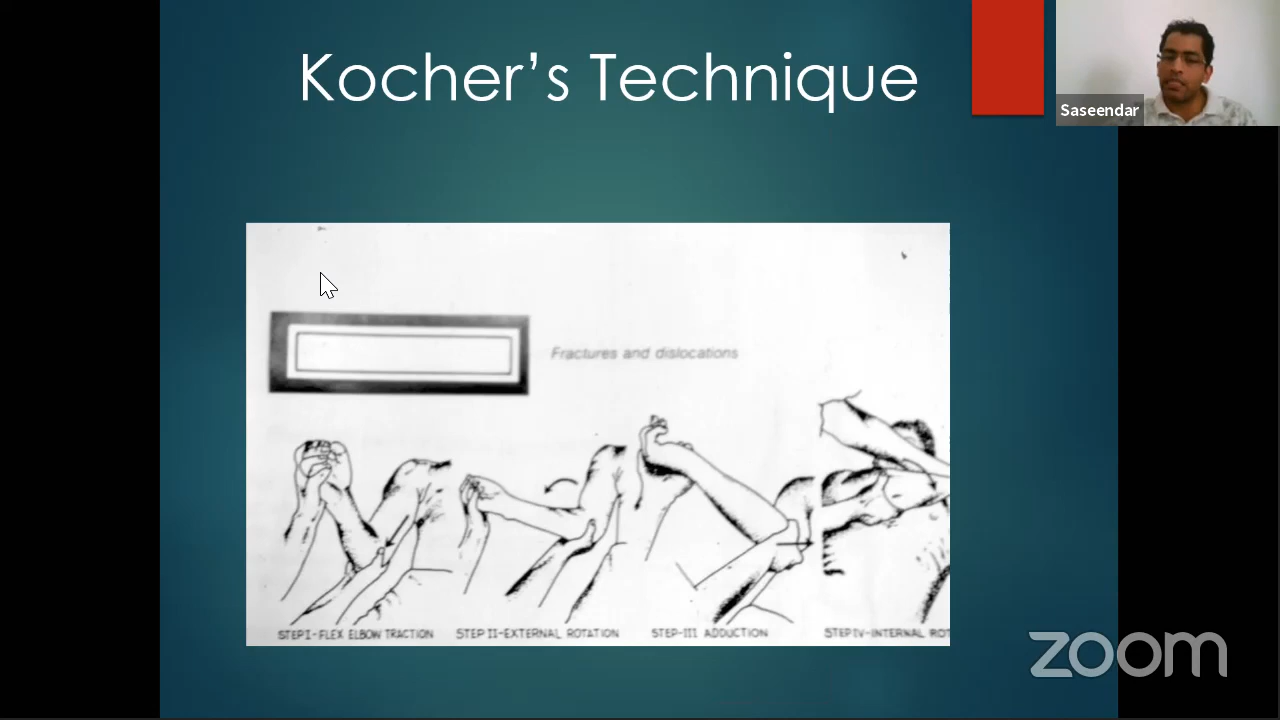 Kocher's Technique
Saseendar
Fractures and dislocations
STEP I-FLEX ELBOW TRACTION
STEP II-EXTERNAL ROTATION
STEP-III ADDUCTION
STEP IV-INTERNAL ROT
zoom